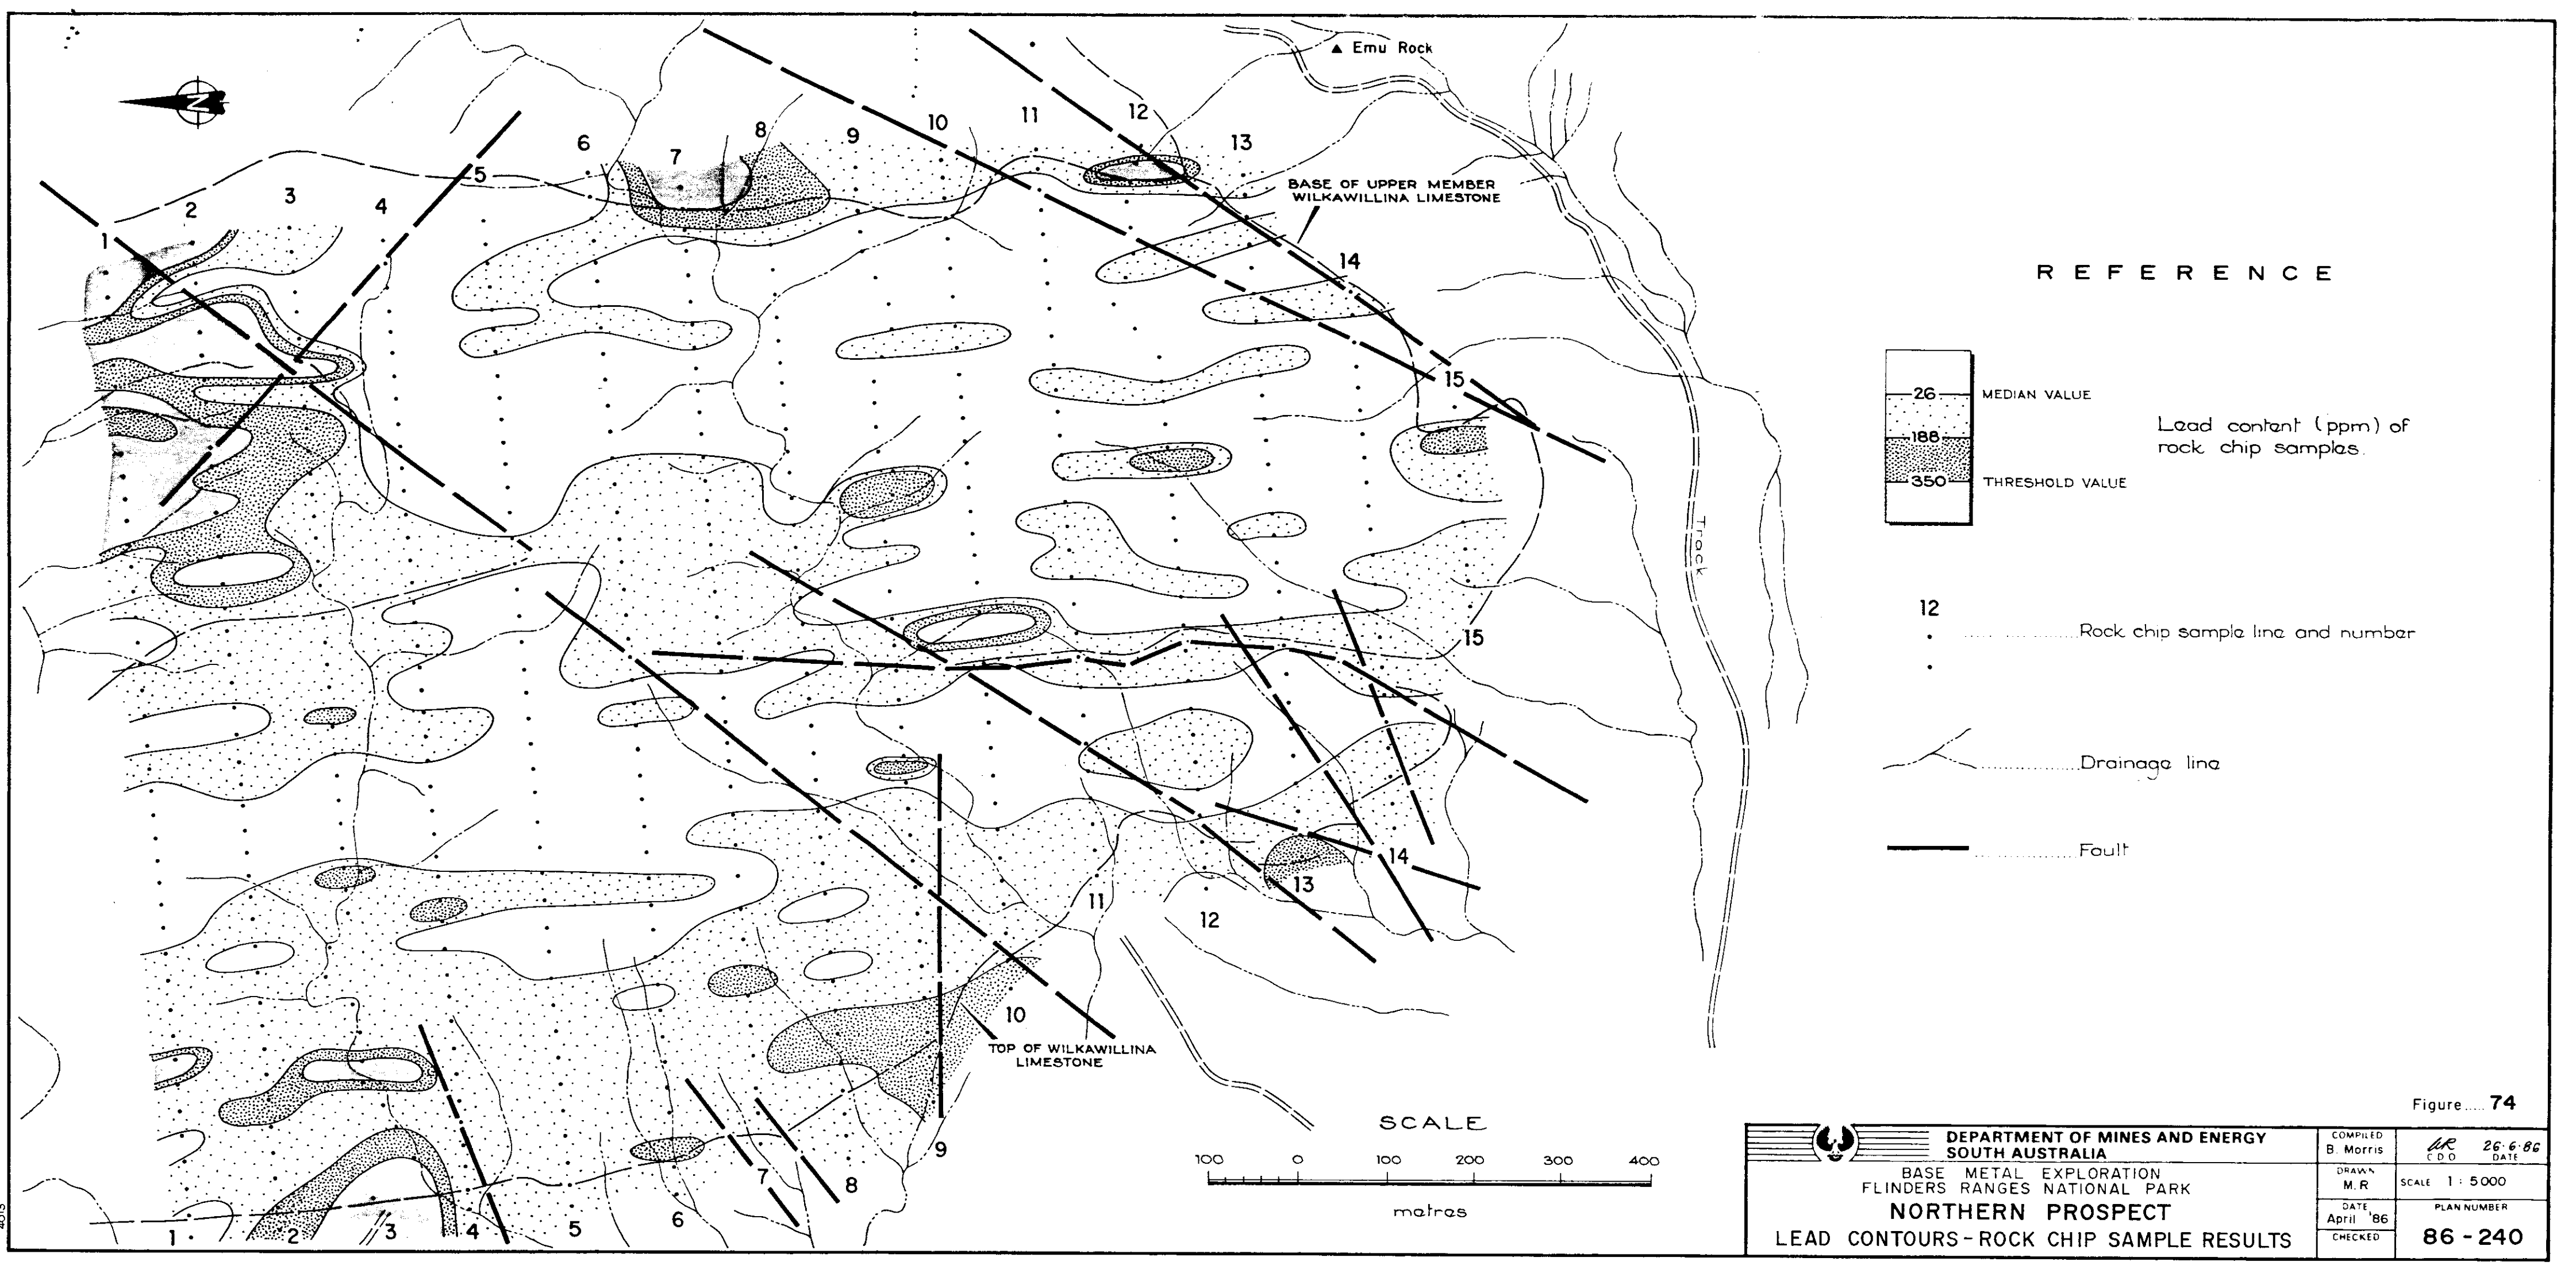 ▲ Emu Rock
N
1
2
3
4
5
6
7
8
9
10
11
12
13
14
15
BASE OF UPPER MEMBER
WILKAWILLINA LIMESTONE
Track
15
14
13
12
11
10
TOP OF WILKAWILLINA
LIMESTONE
9
8
7
6
5
4
3
2
1
REFERENCE
26 MEDIAN VALUE
188
350 THRESHOLD VALUE
Lead content (ppm) of
rock chip samples.
12
Rock chip sample line and number
Drainage line
Fault
SCALE
100 0 100 200 300 400
metres
Figure..... 74
DEPARTMENT OF MINES AND ENERGY
SOUTH AUSTRALIA
BASE METAL EXPLORATION
FLINDERS RANGES NATIONAL PARK
NORTHERN PROSPECT
LEAD CONTOURS-ROCK CHIP SAMPLE RESULTS
COMPILED
B. Morris
DRAWN
M.R
DATE
April '86
CHECKED
C D O
26·6·86
DATE
SCALE 1 : 5000
PLAN NUMBER
86-240